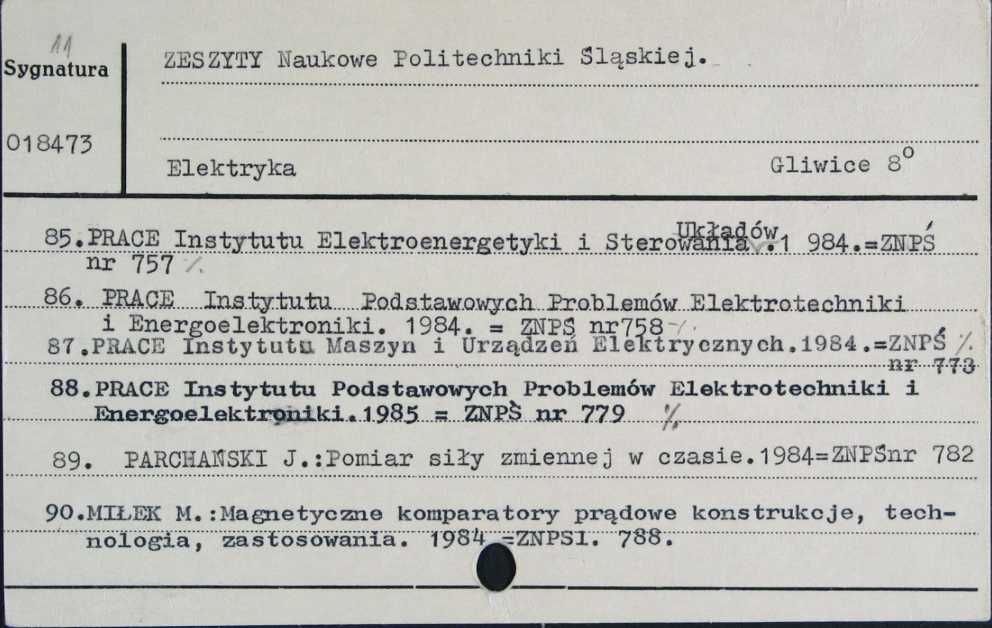 11
Sygnatura
ZESZYTY Naukowe Politechniki Śląskiej.
018473
Elektryka Gliwice 8°
Układów
85.PRACE Instytutu Elektroenergetyki i Sterowania .1 984.=ZNPŚ
nr 757 ./.
86. PRACE Instytutu Podstawowych Problemów Elektrotechniki
i Energoelektroniki. 1984. = ZNPŚ nr758 ./.
87.PRACE Instytutu Maszyn i Urządzeń Elektrycznych.1984.=ZNPŚ ./.
nr 773
88.PRACE Instytutu Podstawowych Problemów Elektrotechniki i
Energoelektroniki.1985 = ZNPŚ nr 779 ./.
89. PARCHAŃSKI J.:Pomiar siły zmiennej w czasie.1984=ZNPŚnr 782
90.MIŁEK M.:Magnetyczne komparatory prądowe konstrukcje, tech-
nologia, zastosowania. 1984 =ZNPS1. 788.